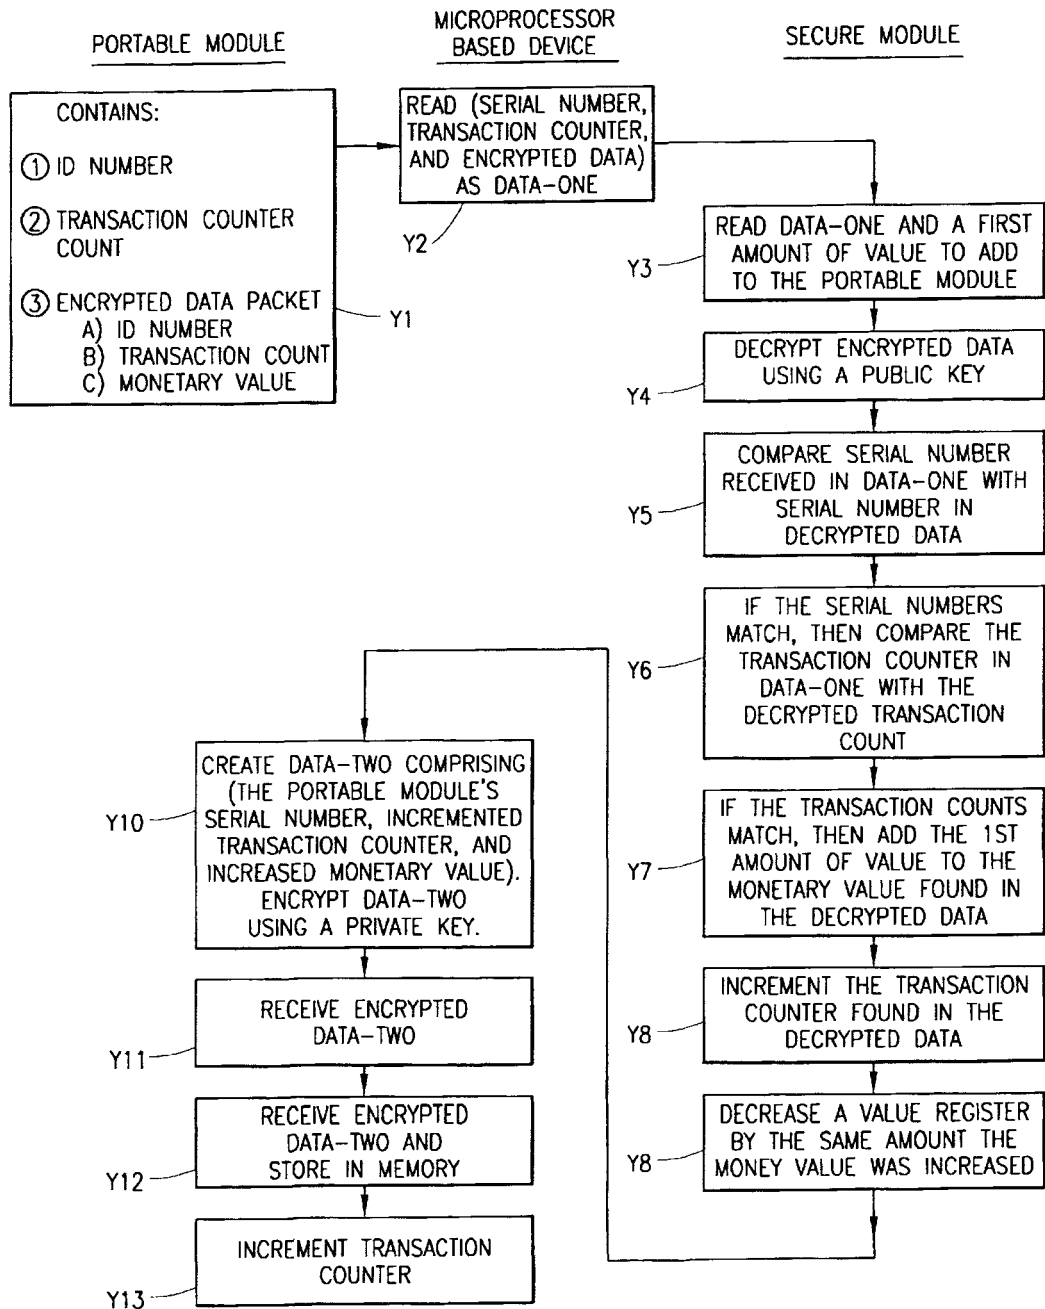 PORTABLE MODULE
MICROPROCESSOR
BASED DEVICE
SECURE MODULE
CONTAINS:
① ID NUMBER
② TRANSACTION COUNTER
COUNT
③ ENCRYPTED DATA PACKET
A) ID NUMBER
B) TRANSACTION COUNT
C) MONETARY VALUE
Y1
READ (SERIAL NUMBER,
TRANSACTION COUNTER,
AND ENCRYPTED DATA)
AS DATA-ONE
Y2
READ DATA-ONE AND A FIRST
AMOUNT OF VALUE TO ADD
TO THE PORTABLE MODULE
Y3
DECRYPT ENCRYPTED DATA
USING A PUBLIC KEY
Y4
COMPARE SERIAL NUMBER
RECEIVED IN DATA-ONE WITH
SERIAL NUMBER IN
DECRYPTED DATA
Y5
IF THE SERIAL NUMBERS
MATCH, THEN COMPARE THE
TRANSACTION COUNTER IN
DATA-ONE WITH THE
DECRYPTED TRANSACTION
COUNT
Y6
IF THE TRANSACTION COUNTS
MATCH, THEN ADD THE 1ST
AMOUNT OF VALUE TO THE
MONETARY VALUE FOUND IN
THE DECRYPTED DATA
Y7
INCREMENT THE TRANSACTION
COUNTER FOUND IN THE
DECRYPTED DATA
Y8
DECREASE A VALUE REGISTER
BY THE SAME AMOUNT THE
MONEY VALUE WAS INCREASED
Y8
CREATE DATA-TWO COMPRISING
(THE PORTABLE MODULE'S
SERIAL NUMBER, INCREMENTED
TRANSACTION COUNTER, AND
INCREASED MONETARY VALUE).
ENCRYPT DATA-TWO
USING A PRIVATE KEY.
Y10
RECEIVE ENCRYPTED
DATA-TWO
Y11
RECEIVE ENCRYPTED
DATA-TWO AND
STORE IN MEMORY
Y12
INCREMENT TRANSACTION
COUNTER
Y13